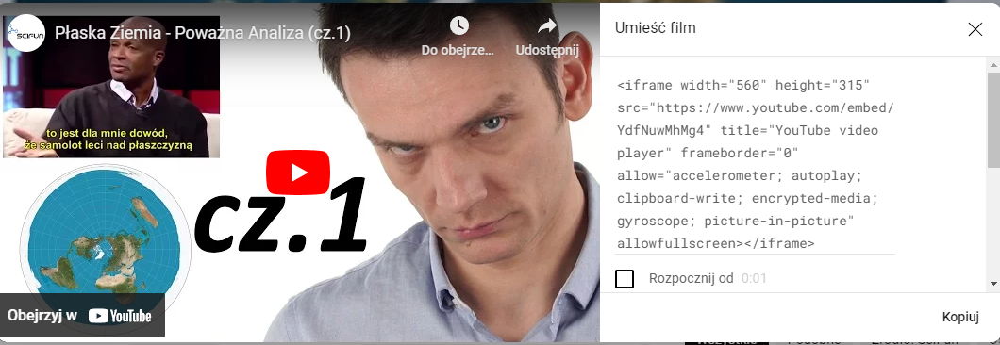 SCIFUN
Płaska Ziemia - Poważna Analiza (cz.1)
Do obejrze...
Udostępnij
to jest dla mnie dowód,
że samolot leci nad płaszczyzną
cz.1
Obejrzyj w YouTube
Umieść film
<iframe width="560" height="315"
src="https://www.youtube.com/embed/
YdfNuwMhMg4" title="YouTube video
player" frameborder="0"
allow="accelerometer; autoplay;
clipboard-write; encrypted-media;
gyroscope; picture-in-picture"
allowfullscreen></iframe>
Rozpocznij od 0:01
Kopiuj